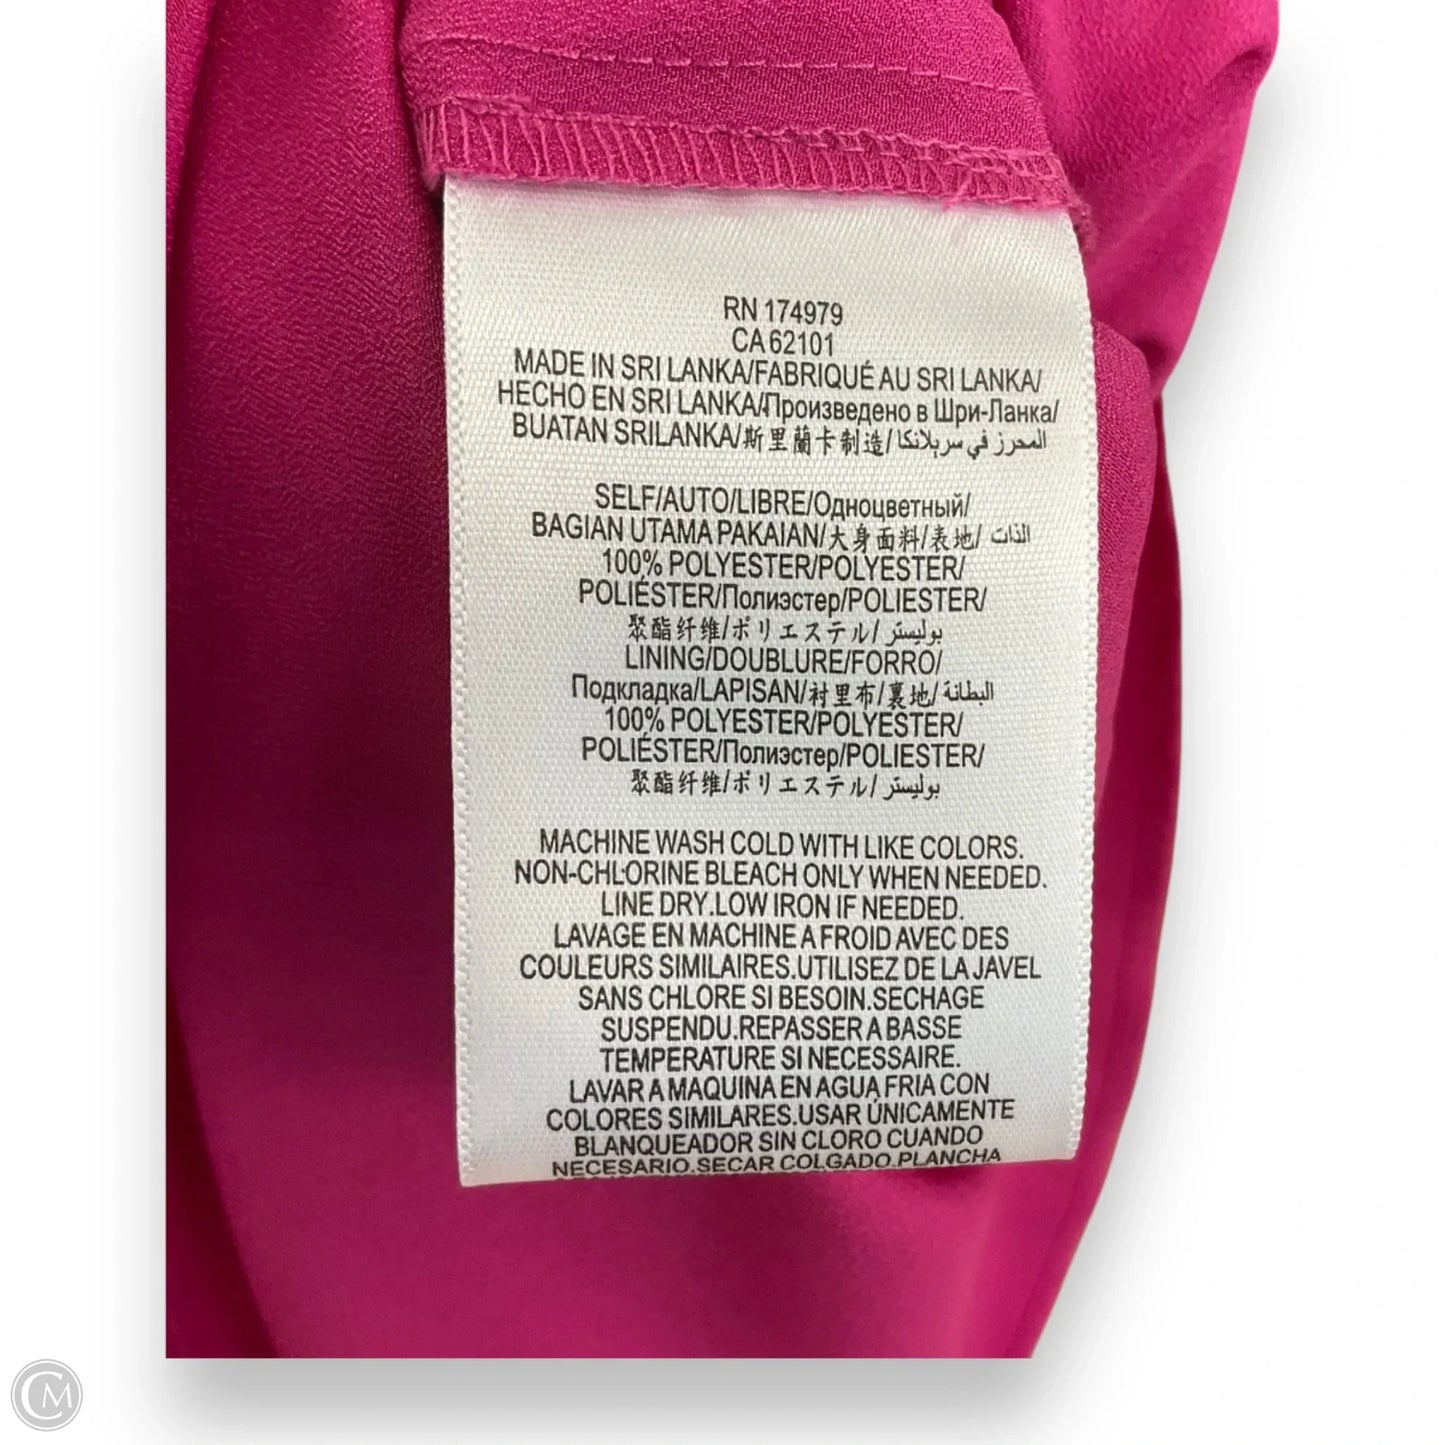 RN 174979
CA 62101
MADE IN SRI LANKA/FABRIQUÉ AU SRI LANKA/
HECHO EN SRI LANKA/Произведено в Шри-Ланка/
BUATAN SRILANKA/斯里蘭卡制造/المحرز في سريلانكا
SELF/AUTO/LIBRE/Одноцветный/
BAGIAN UTAMA PAKAIAN/大身面料/表地/ الذات
100% POLYESTER/POLYESTER/
POLIÉSTER/Полиэстер/POLIESTER/
聚酯纤维/ポリエステル/بوليستر
LINING/DOUBLURE/FORRO/
Подкладка/LAPISAN/衬里布/裏地/البطانة
100% POLYESTER/POLYESTER/
POLIÉSTER/Полиэстер/POLIESTER/
聚酯纤维/ポリエステル/بوليستر
MACHINE WASH COLD WITH LIKE COLORS.
NON-CHLORINE BLEACH ONLY WHEN NEEDED.
LINE DRY.LOW IRON IF NEEDED.
LAVAGE EN MACHINE A FROID AVEC DES
COULEURS SIMILAIRES.UTILISEZ DE LA JAVEL
SANS CHLORE SI BESOIN.SECHAGE
SUSPENDU.REPASSER A BASSE
TEMPERATURE SI NECESSAIRE.
LAVAR A MAQUINA EN AGUA FRIA CON
COLORES SIMILARES.USAR ÚNICAMENTE
BLANQUEADOR SIN CLORO CUANDO
NECESARIO.SECAR COLGADO.PLANCHA
CM